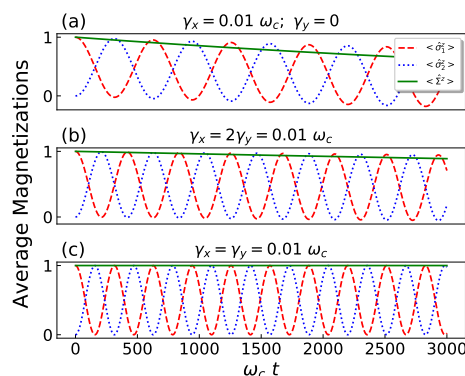 (a) γx = 0.01 ωc; γy = 0
< σ̂₁ᶻ >
< σ̂₂ᶻ >
< Σ̂ᶻ >
1
0
(b) γx = 2γy = 0.01 ωc
1
0
(c) γx = γy = 0.01 ωc
1
0
0 500 1000 1500 2000 2500 3000
ωc t
Average Magnetizations